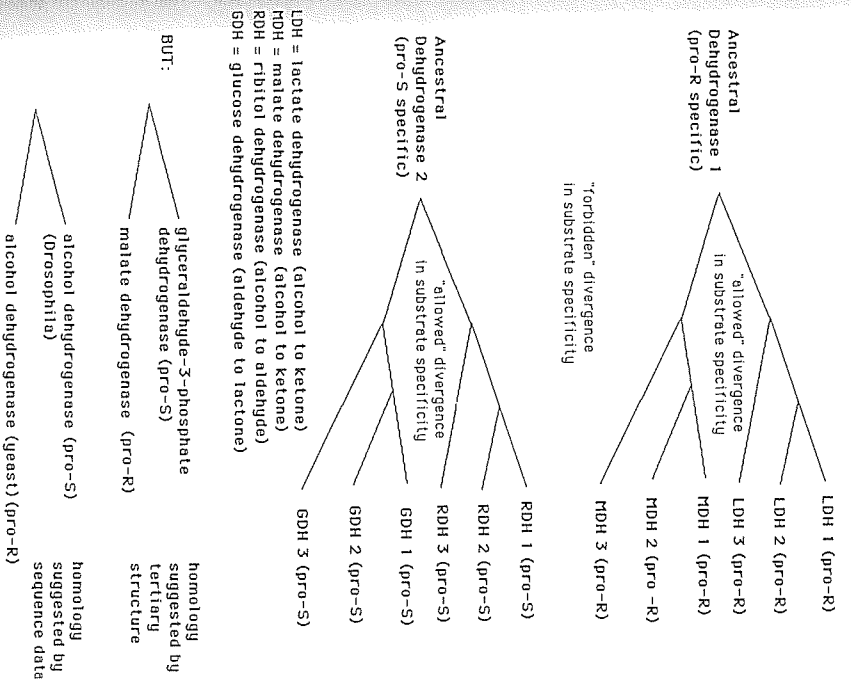 Ancestral
Dehydrogenase 1
(pro-R specific)
"allowed" divergence
in substrate specificity
LDH 1 (pro-R)
LDH 2 (pro-R)
LDH 3 (pro-R)
MDH 1 (pro-R)
MDH 2 (pro -R)
MDH 3 (pro-R)
"forbidden" divergence
in substrate specificity
Ancestral
Dehydrogenase 2
(pro-S specific)
"allowed" divergence
in substrate specificity
RDH 1 (pro-S)
RDH 2 (pro-S)
RDH 3 (pro-S)
GDH 1 (pro-S)
GDH 2 (pro-S)
GDH 3 (pro-S)
LDH = lactate dehydrogenase (alcohol to ketone)
MDH = malate dehydrogenase (alcohol to ketone)
RDH = ribitol dehydrogenase (alcohol to aldehyde)
GDH = glucose dehydrogenase (aldehyde to lactone)
BUT:
glyceraldehyde-3-phosphate
dehydrogenase (pro-S)
malate dehydrogenase (pro-R)
homology
suggested by
tertiary
structure
alcohol dehydrogenase (pro-S)
(Drosophila)
alcohol dehydrogenase (yeast) (pro-R)
homology
suggested by
sequence data